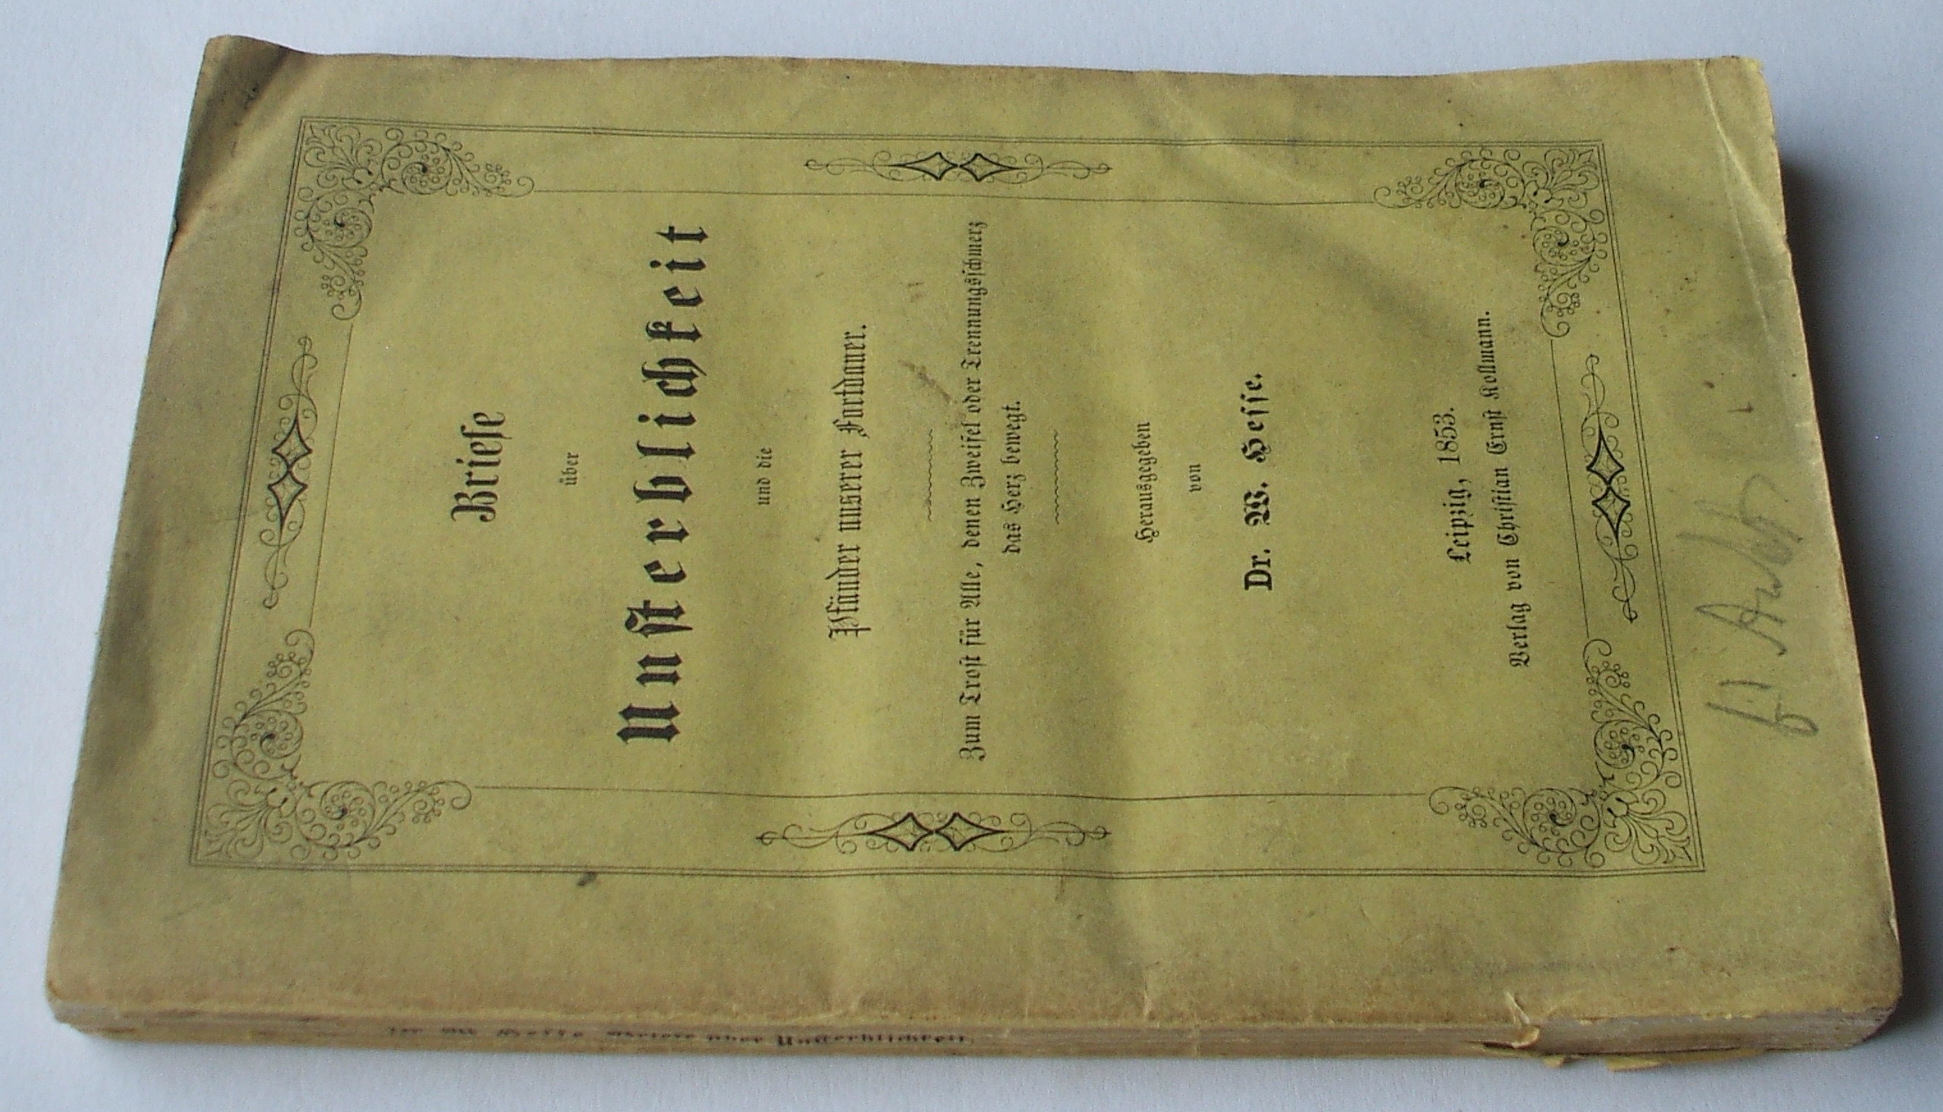 Briefe
über
Unsterblichkeit
und die
Pfänder unserer Fortdauer.
Zum Trost für Alle, denen Zweifel oder Trennungsschmerz
das Herz bewegt.
Herausgegeben
von
Dr. W. Hesse.
Leipzig, 1853.
Verlag von Christian Ernst Kollmann.
Hesse, Briefe über Unsterblichkeit.